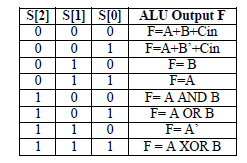 S[2] S[1] S[0] ALU Output F
0 0 0 F=A+B+Cin
0 0 1 F=A+B’+Cin
0 1 0 F= B
0 1 1 F=A
1 0 0 F= A AND B
1 0 1 F= A OR B
1 1 0 F= A’
1 1 1 F = A XOR B